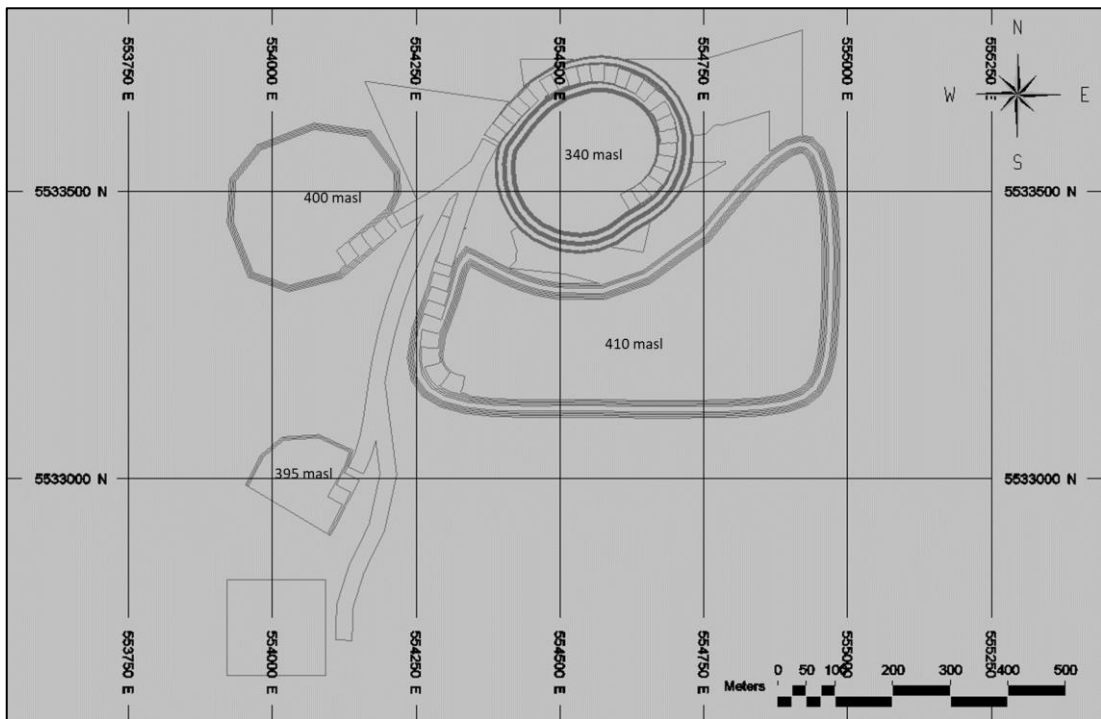 553750 E
554000 E
554250 E
554500 E
554750 E
555000 E
555250 E
N
W
E
S
340 masl
5533500 N
5533500 N
400 masl
410 masl
395 masl
5533000 N
5533000 N
553750 E
554000 E
554250 E
554500 E
554750 E
555000 E
555250 E
Meters 0 50 100 200 300 400 500